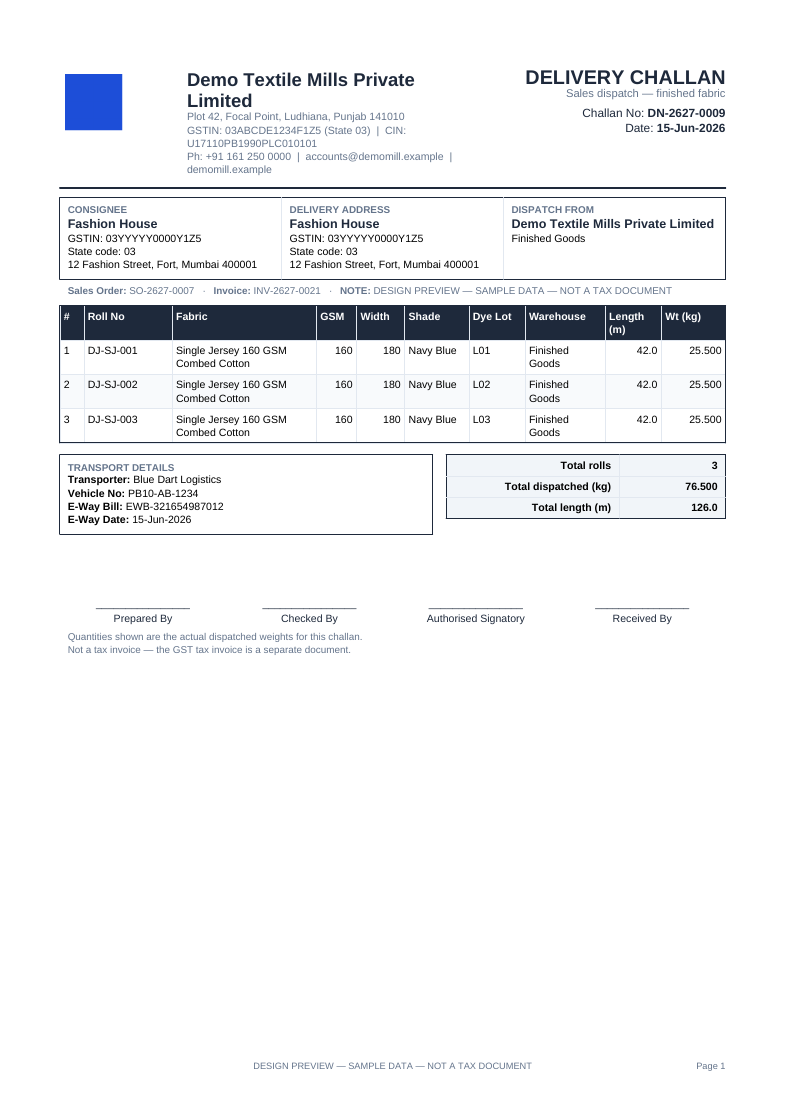 Demo Textile Mills Private
Limited
Plot 42, Focal Point, Ludhiana, Punjab 141010
GSTIN: 03ABCDE1234F1Z5 (State 03) | CIN:
U17110PB1990PLC010101
Ph: +91 161 250 0000 | accounts@demomill.example |
demomill.example
DELIVERY CHALLAN
Sales dispatch — finished fabric
Challan No: DN-2627-0009
Date: 15-Jun-2026
CONSIGNEE
Fashion House
GSTIN: 03YYYYY0000Y1Z5
State code: 03
12 Fashion Street, Fort, Mumbai 400001
DELIVERY ADDRESS
Fashion House
GSTIN: 03YYYYY0000Y1Z5
State code: 03
12 Fashion Street, Fort, Mumbai 400001
DISPATCH FROM
Demo Textile Mills Private Limited
Finished Goods
Sales Order: SO-2627-0007 · Invoice: INV-2627-0021 · NOTE: DESIGN PREVIEW — SAMPLE DATA — NOT A TAX DOCUMENT
# Roll No Fabric GSM Width Shade Dye Lot Warehouse Length (m) Wt (kg)
1 DJ-SJ-001 Single Jersey 160 GSM Combed Cotton 160 180 Navy Blue L01 Finished Goods 42.0 25.500
2 DJ-SJ-002 Single Jersey 160 GSM Combed Cotton 160 180 Navy Blue L02 Finished Goods 42.0 25.500
3 DJ-SJ-003 Single Jersey 160 GSM Combed Cotton 160 180 Navy Blue L03 Finished Goods 42.0 25.500
TRANSPORT DETAILS
Transporter: Blue Dart Logistics
Vehicle No: PB10-AB-1234
E-Way Bill: EWB-321654987012
E-Way Date: 15-Jun-2026
Total rolls 3
Total dispatched (kg) 76.500
Total length (m) 126.0
Prepared By Checked By Authorised Signatory Received By
Quantities shown are the actual dispatched weights for this challan.
Not a tax invoice — the GST tax invoice is a separate document.
DESIGN PREVIEW — SAMPLE DATA — NOT A TAX DOCUMENT Page 1